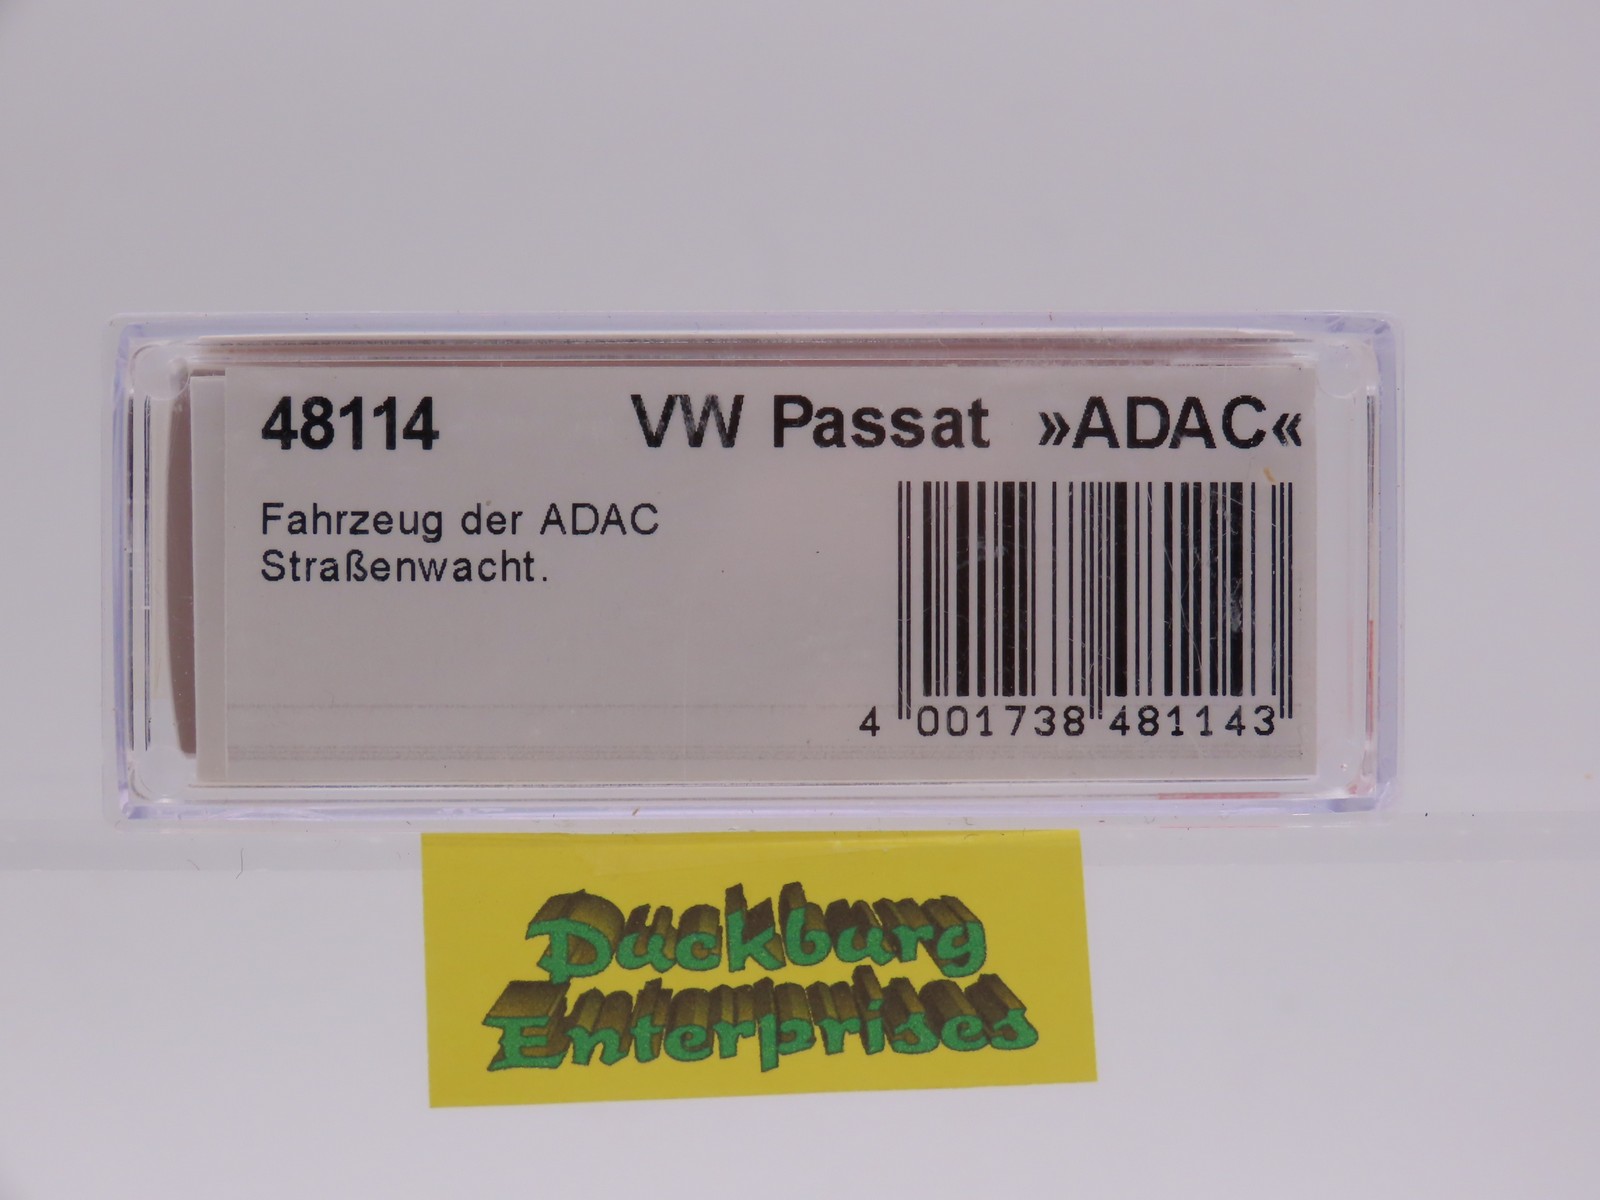 48114 VW Passat »ADAC«
Fahrzeug der ADAC
Straßenwacht.
4 001738 481143
Duckburg
Enterprises